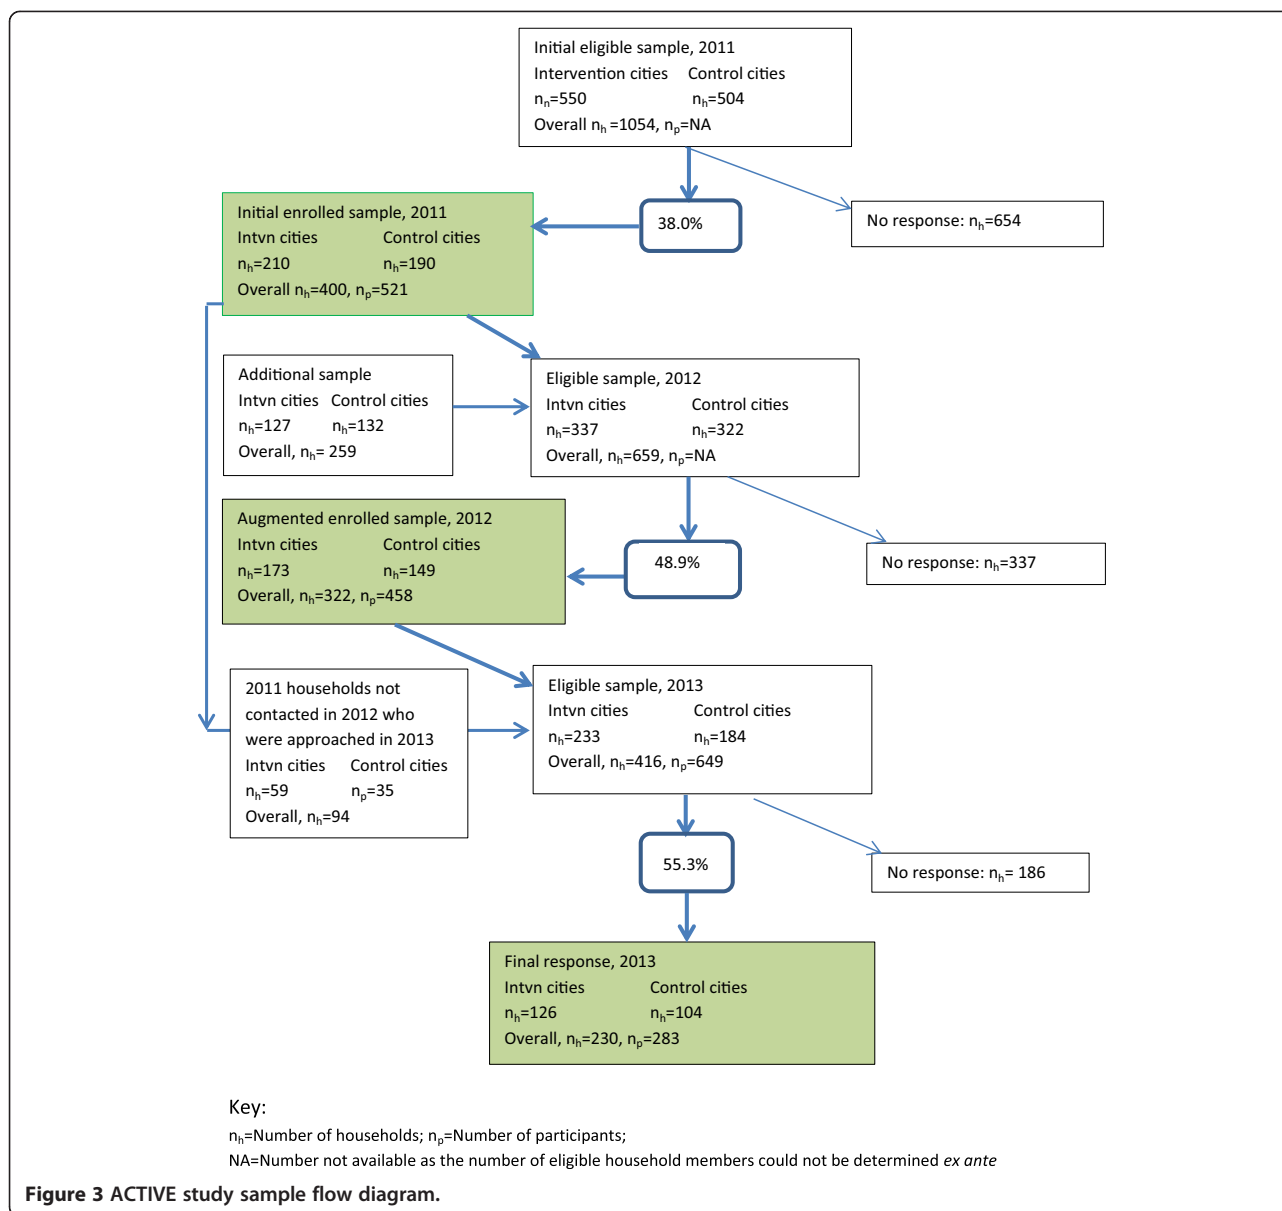 Initial eligible sample, 2011
Intervention cities Control cities
nₙ=550 nₕ=504
Overall nₕ =1054, nₚ=NA
38.0%
No response: nₕ=654
Initial enrolled sample, 2011
Intvn cities Control cities
nₕ=210 nₕ=190
Overall nₕ=400, nₚ=521
Additional sample
Intvn cities Control cities
nₕ=127 nₕ=132
Overall, nₕ= 259
Eligible sample, 2012
Intvn cities Control cities
nₕ=337 nₕ=322
Overall, nₕ=659, nₚ=NA
Augmented enrolled sample, 2012
Intvn cities Control cities
nₕ=173 nₕ=149
Overall, nₕ=322, nₚ=458
48.9%
No response: nₕ=337
2011 households not
contacted in 2012 who
were approached in 2013
Intvn cities Control cities
nₕ=59 nₚ=35
Overall, nₕ=94
Eligible sample, 2013
Intvn cities Control cities
nₕ=233 nₕ=184
Overall, nₕ=416, nₚ=649
55.3%
No response: nₕ= 186
Final response, 2013
Intvn cities Control cities
nₕ=126 nₕ=104
Overall, nₕ=230, nₚ=283
Key:
nₕ=Number of households; nₚ=Number of participants;
NA=Number not available as the number of eligible household members could not be determined ex ante
Figure 3 ACTIVE study sample flow diagram.